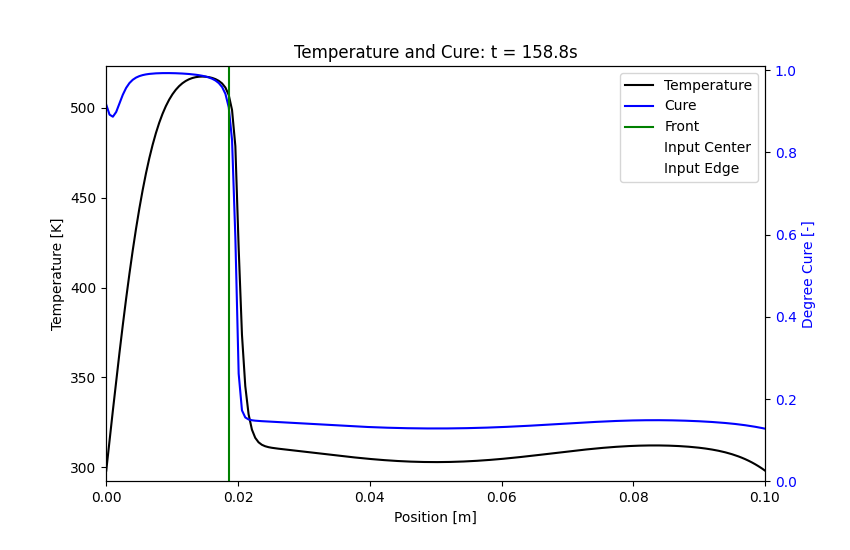 Temperature and Cure: t = 158.8s
Temperature
Cure
Front
Input Center
Input Edge
Temperature [K]
500
450
400
350
300
Degree Cure [-]
1.0
0.8
0.6
0.4
0.2
0.0
0.00 0.02 0.04 0.06 0.08 0.10
Position [m]